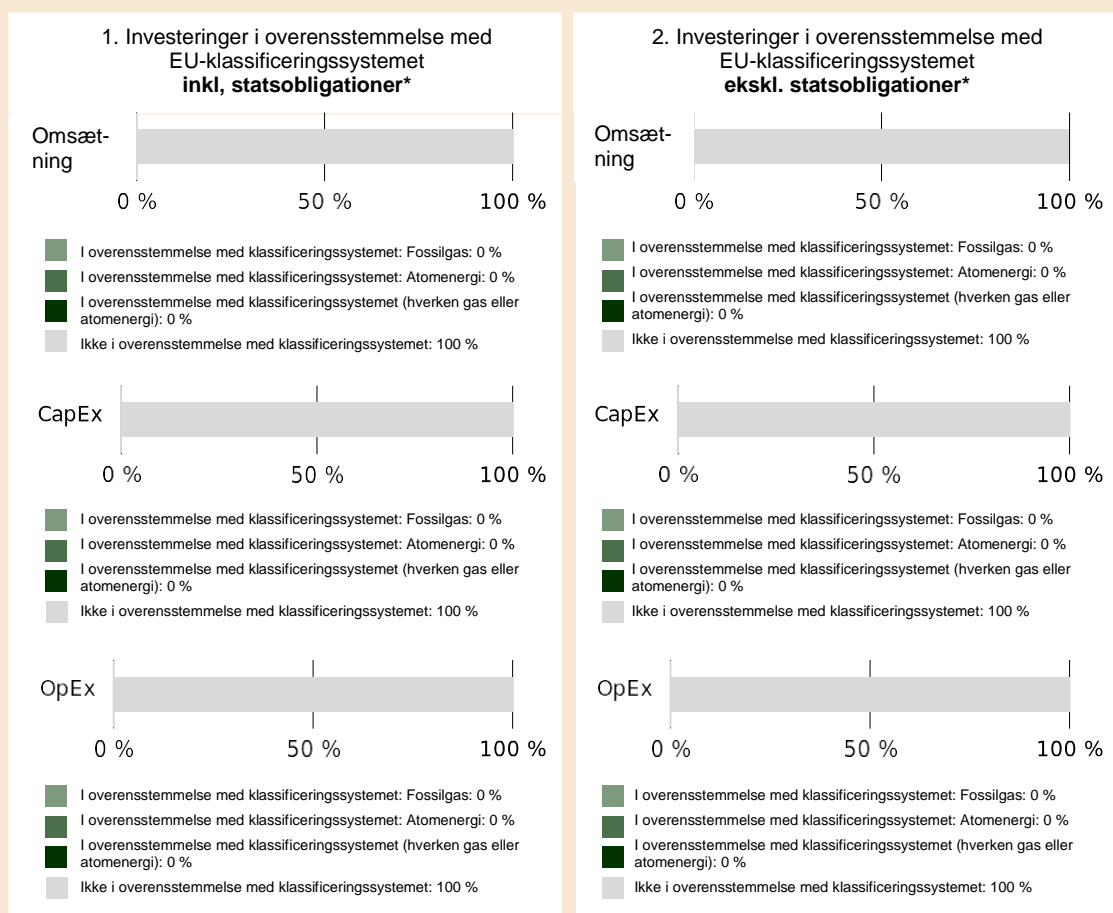 1. Investeringer i overensstemmelse med
EU-klassificeringssystemet
inkl, statsobligationer*
Omsæt-
ning
0 % 50 % 100 %
I overensstemmelse med klassificeringssystemet: Fossilgas: 0 %
I overensstemmelse med klassificeringssystemet: Atomenergi: 0 %
I overensstemmelse med klassificeringssystemet (hverken gas eller
atomenergi): 0 %
Ikke i overensstemmelse med klassificeringssystemet: 100 %
CapEx
0 % 50 % 100 %
I overensstemmelse med klassificeringssystemet: Fossilgas: 0 %
I overensstemmelse med klassificeringssystemet: Atomenergi: 0 %
I overensstemmelse med klassificeringssystemet (hverken gas eller
atomenergi): 0 %
Ikke i overensstemmelse med klassificeringssystemet: 100 %
OpEx
0 % 50 % 100 %
I overensstemmelse med klassificeringssystemet: Fossilgas: 0 %
I overensstemmelse med klassificeringssystemet: Atomenergi: 0 %
I overensstemmelse med klassificeringssystemet (hverken gas eller
atomenergi): 0 %
Ikke i overensstemmelse med klassificeringssystemet: 100 %
2. Investeringer i overensstemmelse med
EU-klassificeringssystemet
ekskl. statsobligationer*
Omsæt-
ning
0 % 50 % 100 %
I overensstemmelse med klassificeringssystemet: Fossilgas: 0 %
I overensstemmelse med klassificeringssystemet: Atomenergi: 0 %
I overensstemmelse med klassificeringssystemet (hverken gas eller
atomenergi): 0 %
Ikke i overensstemmelse med klassificeringssystemet: 100 %
CapEx
0 % 50 % 100 %
I overensstemmelse med klassificeringssystemet: Fossilgas: 0 %
I overensstemmelse med klassificeringssystemet: Atomenergi: 0 %
I overensstemmelse med klassificeringssystemet (hverken gas eller
atomenergi): 0 %
Ikke i overensstemmelse med klassificeringssystemet: 100 %
OpEx
0 % 50 % 100 %
I overensstemmelse med klassificeringssystemet: Fossilgas: 0 %
I overensstemmelse med klassificeringssystemet: Atomenergi: 0 %
I overensstemmelse med klassificeringssystemet (hverken gas eller
atomenergi): 0 %
Ikke i overensstemmelse med klassificeringssystemet: 100 %